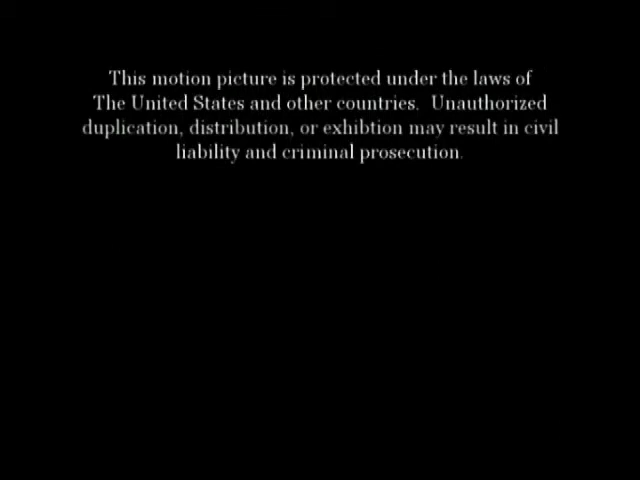 This motion picture is protected under the laws of
The United States and other countries.  Unauthorized
duplication, distribution, or exhibtion may result in civil
liability and criminal prosecution.